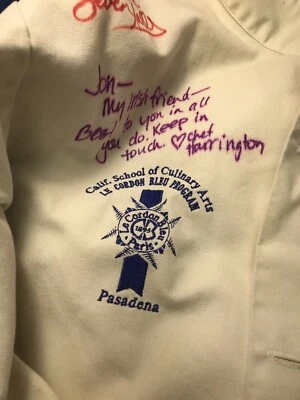 Jon-
My Irish friend-
Best to you in all
you do. Keep in
touch ♡ Chef
Harrington
Calif. School of Culinary Arts
LE CORDON BLEU PROGRAM
Le Cordon Bleu
1895
Paris
Pasadena